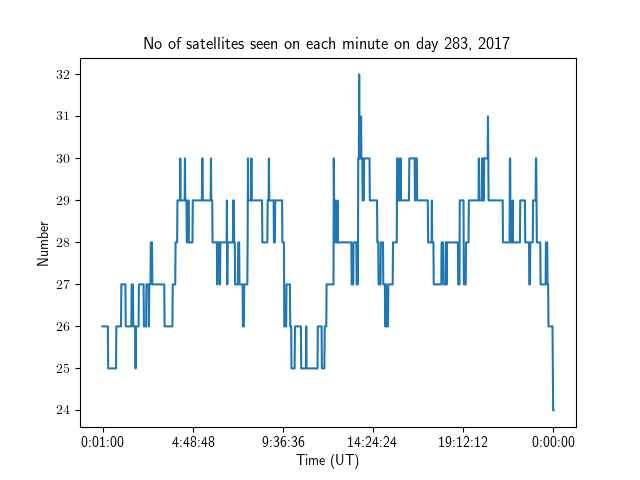 No of satellites seen on each minute on day 283, 2017
32
31
30
29
28
27
26
25
24
Number
0:01:00 4:48:48 9:36:36 14:24:24 19:12:12 0:00:00
Time (UT)